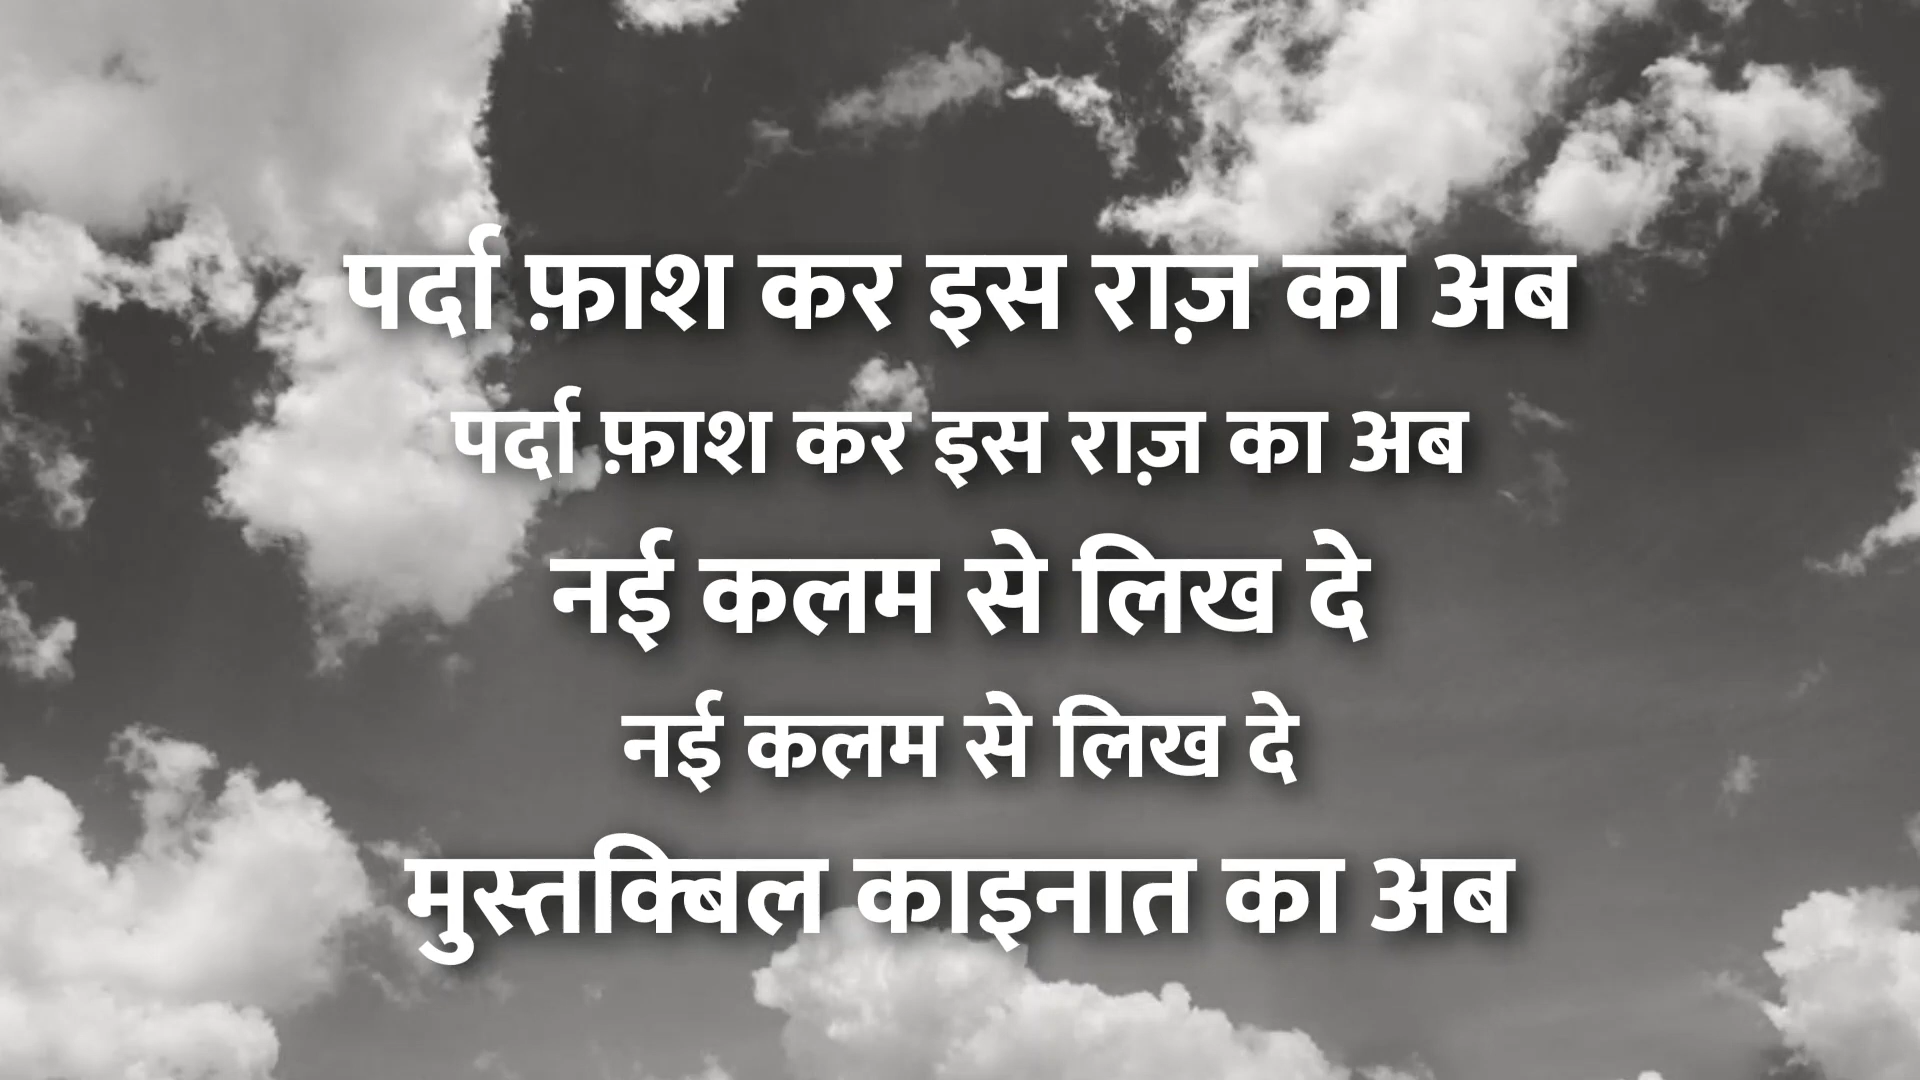 पर्दा फ़ाश कर इस राज़ का अब
पर्दा फ़ाश कर इस राज़ का अब
नई कलम से लिख दे
नई कलम से लिख दे
मुस्तक्बिल काइनात का अब